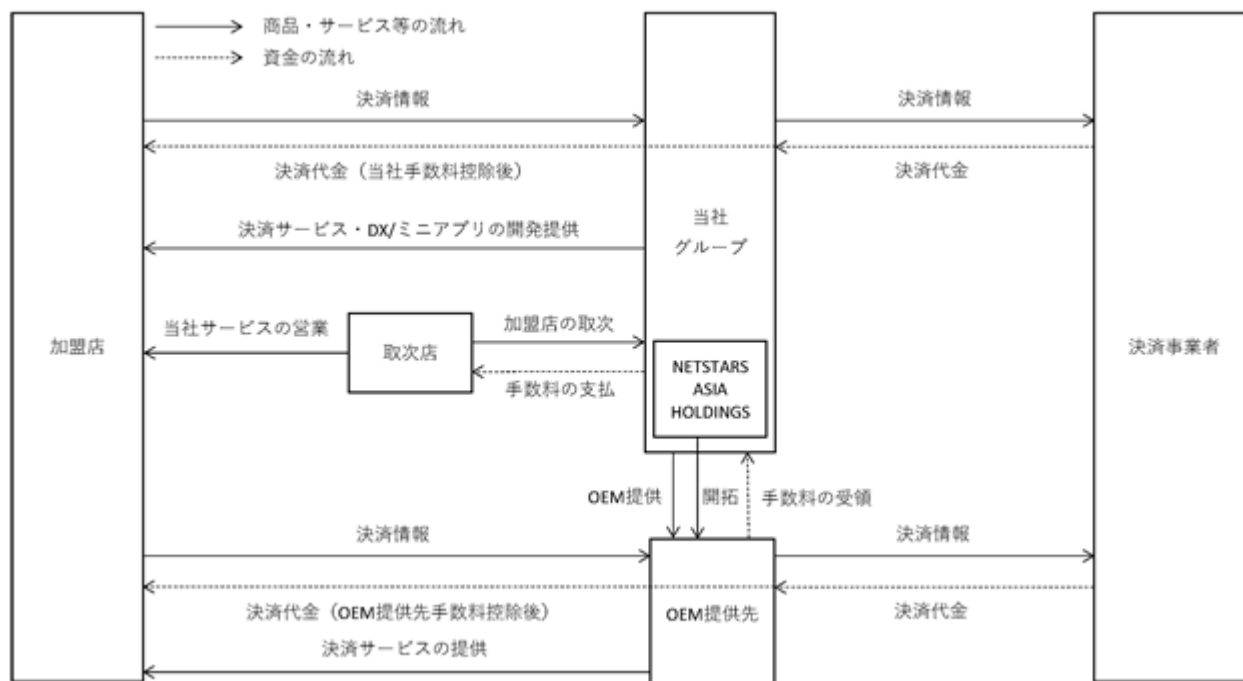 商品・サービス等の流れ
資金の流れ
決済情報
決済情報
決済代金（当社手数料控除後）
決済代金
当社
グループ
決済サービス・DX/ミニアプリの開発提供
当社サービスの営業
加盟店の取次
加盟店
取次店
決済事業者
手数料の支払
NETSTARS
ASIA
HOLDINGS
OEM提供
開拓
手数料の受領
決済情報
決済情報
決済代金（OEM提供先手数料控除後）
OEM提供先
決済代金
決済サービスの提供